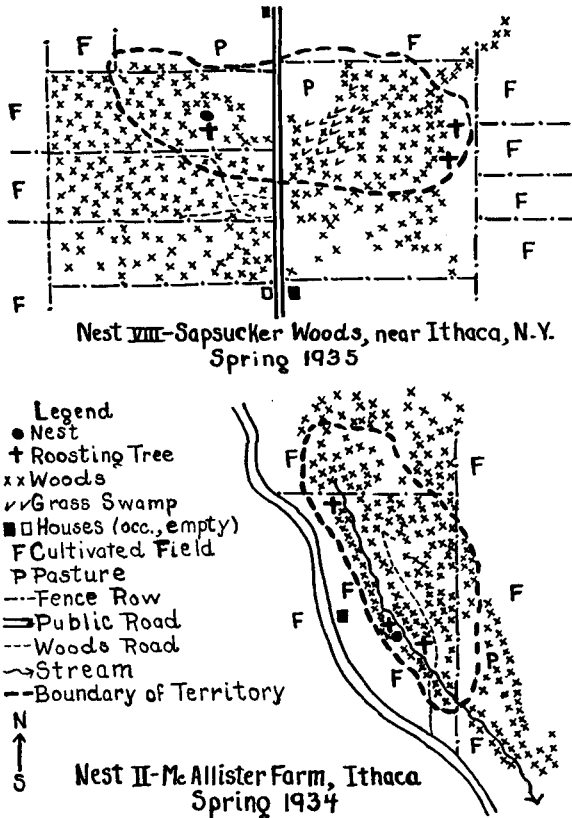 F
P
F
F
P
F
F
F
F
F
F
F
Nest VIII-Sapsucker Woods, near Ithaca, N.Y.
Spring 1935
Legend
Nest
Roosting Tree
Woods
Grass Swamp
Houses (occ., empty)
F Cultivated Field
P Pasture
Fence Row
Public Road
Woods Road
Stream
Boundary of Territory
N
S
F
F
F
F
F
F
P
F
Nest II-McAllister Farm, Ithaca
Spring 1934